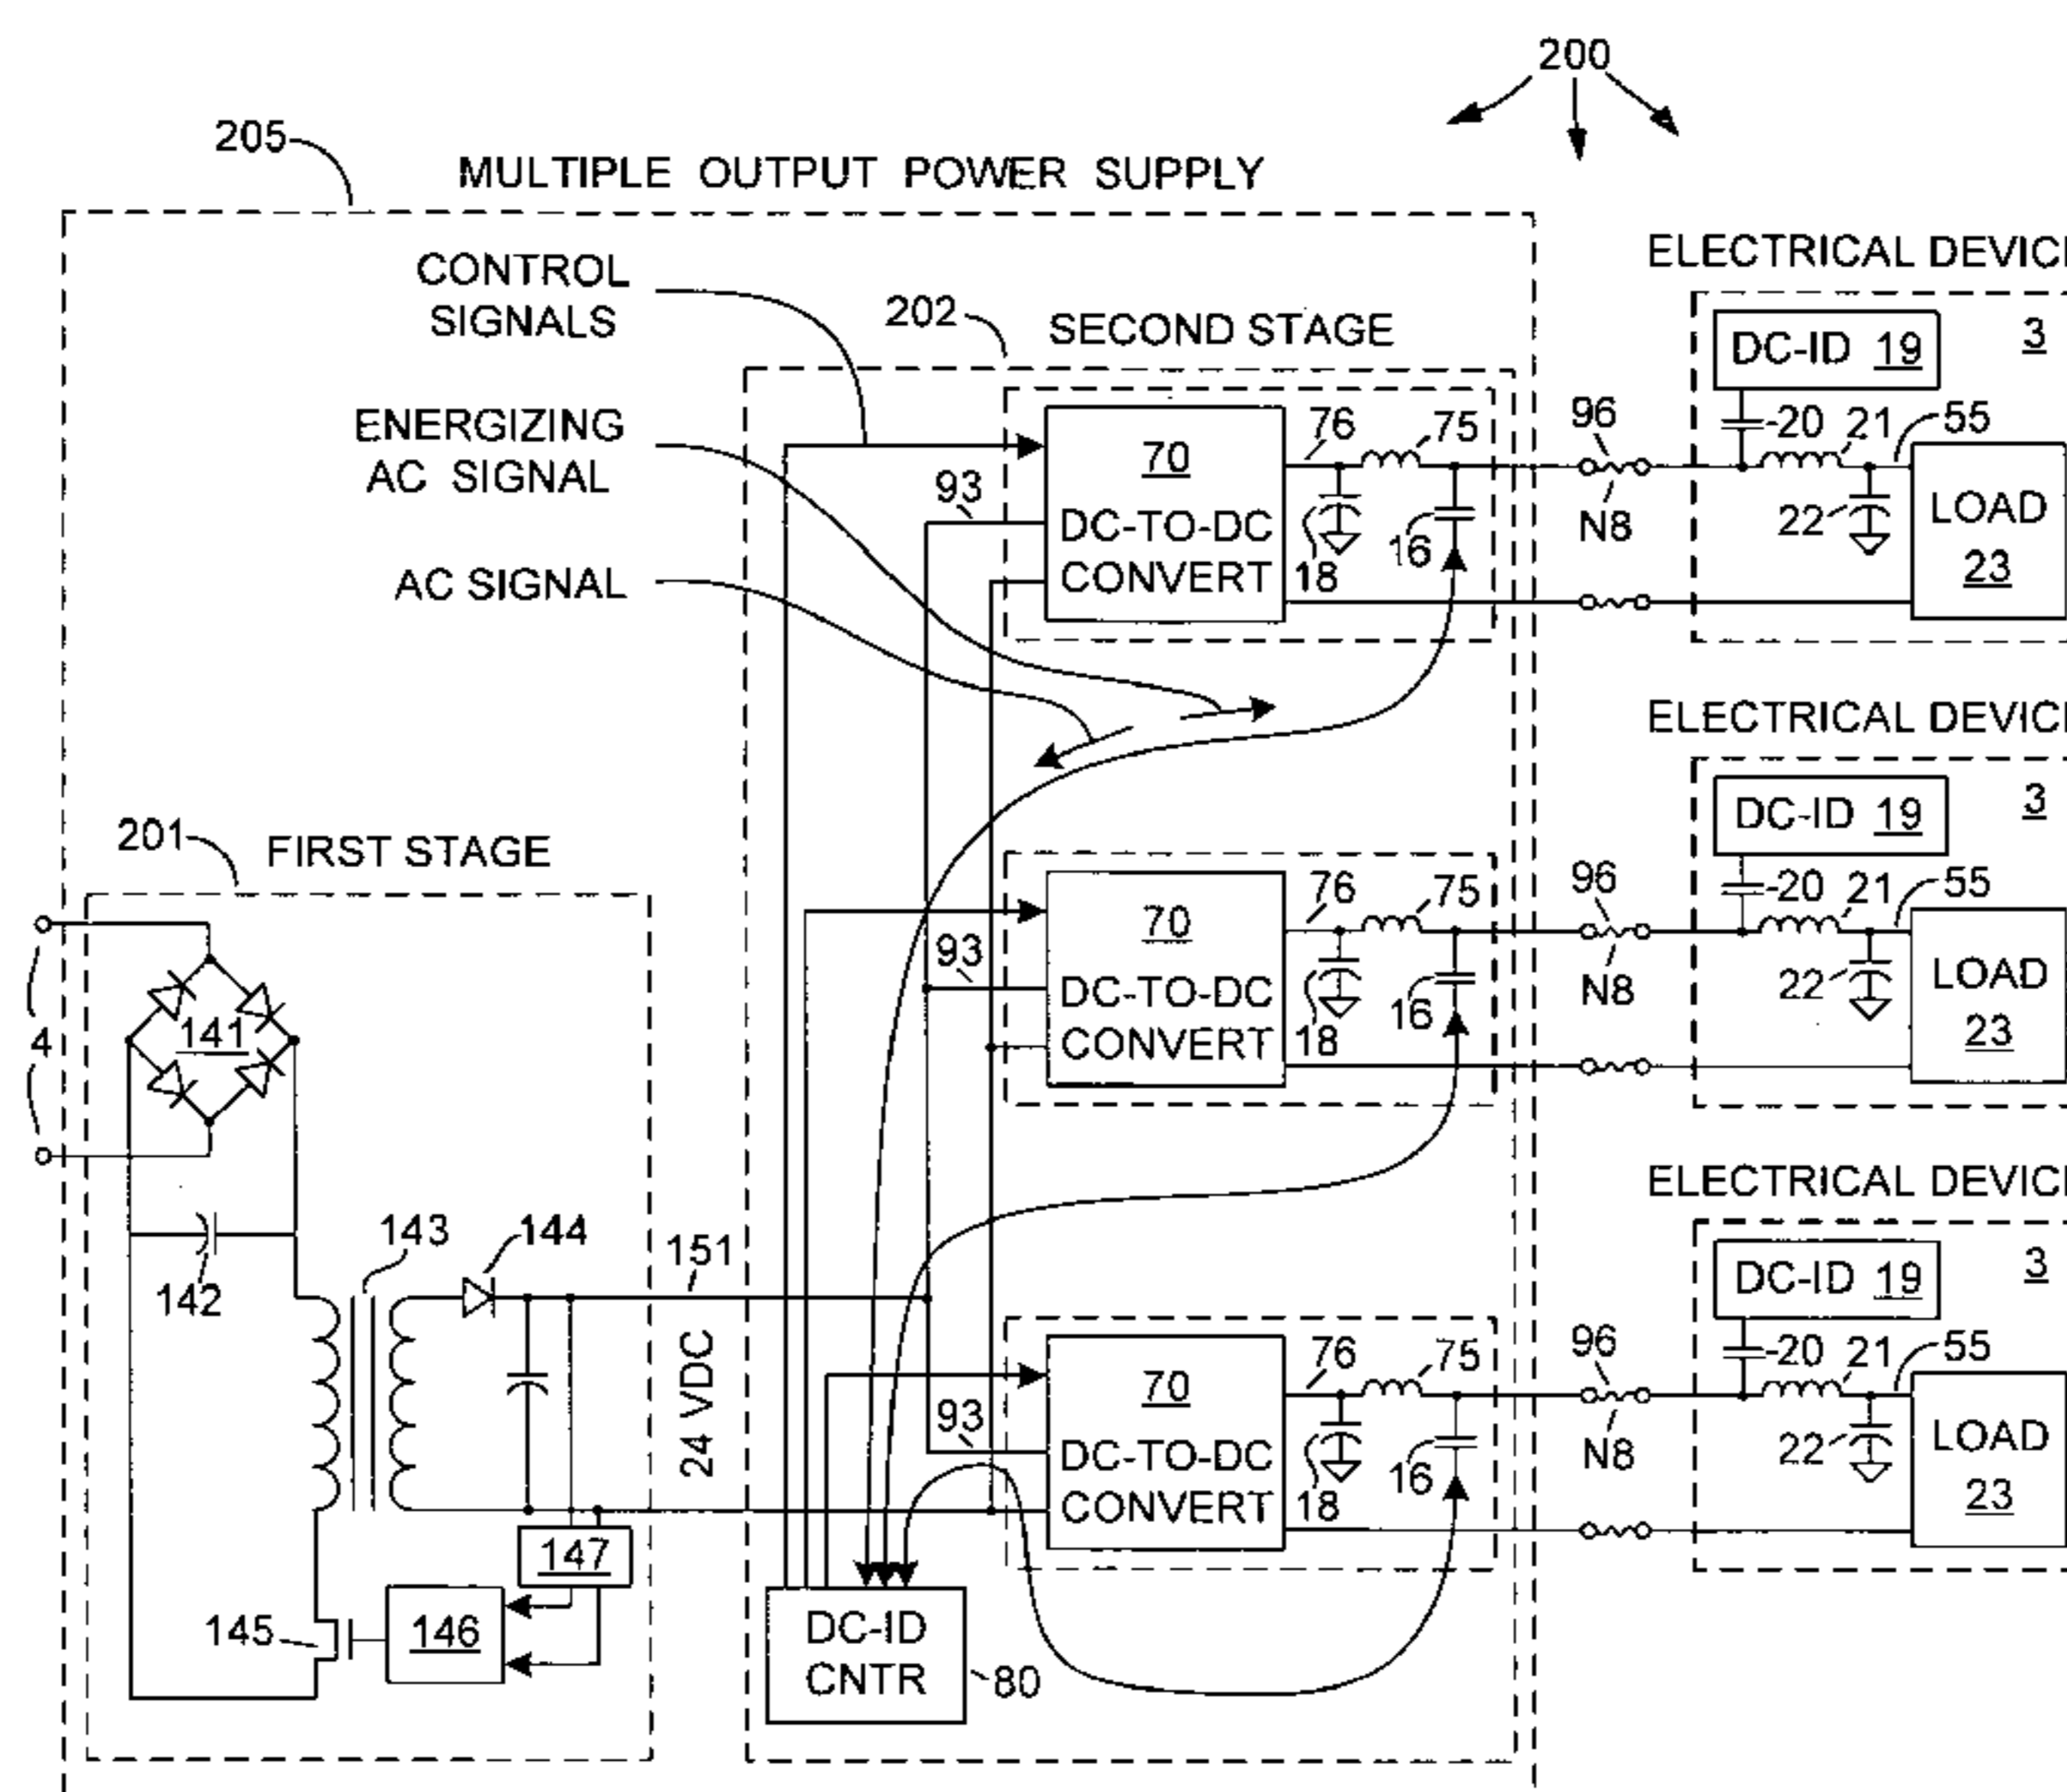 200
205
MULTIPLE OUTPUT POWER SUPPLY
CONTROL
SIGNALS
ENERGIZING
AC SIGNAL
AC SIGNAL
202
SECOND STAGE
70
DC-TO-DC
CONVERT
93
76
75
18
16
96
N8
ELECTRICAL DEVIC
3
DC-ID 19
20
21
55
22
LOAD
23
70
DC-TO-DC
CONVERT
93
76
75
18
16
96
N8
ELECTRICAL DEVIC
3
DC-ID 19
20
21
55
22
LOAD
23
201
FIRST STAGE
4
141
142
143
144
151
24 VDC
145
146
147
70
DC-TO-DC
CONVERT
93
76
75
18
16
96
N8
ELECTRICAL DEVIC
3
DC-ID 19
20
21
55
22
LOAD
23
DC-ID
CNTR
80